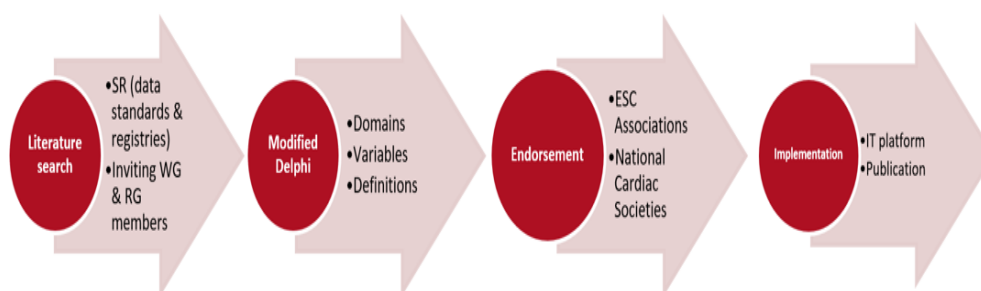 Literature
search
•SR (data
standards &
registries)
•Inviting WG
& RG
members
Modified
Delphi
•Domains
•Variables
•Definitions
Endorsement
•ESC
Associations
•National
Cardiac
Societies
Implementation
•IT platform
•Publication